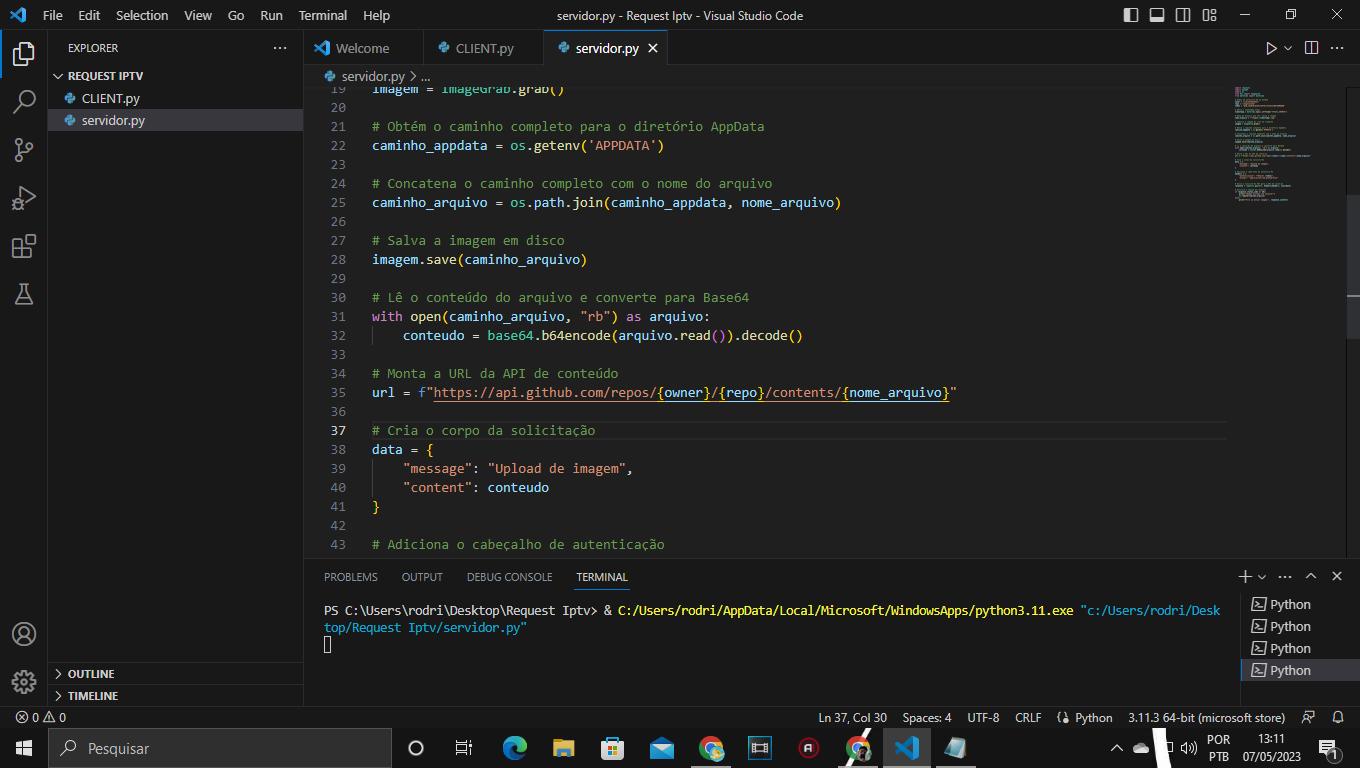 File Edit Selection View Go Run Terminal Help servidor.py - Request Iptv - Visual Studio Code
EXPLORER
REQUEST IPTV
CLIENT.py
servidor.py
OUTLINE
TIMELINE
Welcome CLIENT.py servidor.py
servidor.py > ...
19 imagem = ImageGrab.grab()
20
21 # Obtém o caminho completo para o diretório AppData
22 caminho_appdata = os.getenv('APPDATA')
23
24 # Concatena o caminho completo com o nome do arquivo
25 caminho_arquivo = os.path.join(caminho_appdata, nome_arquivo)
26
27 # Salva a imagem em disco
28 imagem.save(caminho_arquivo)
29
30 # Lê o conteúdo do arquivo e converte para Base64
31 with open(caminho_arquivo, "rb") as arquivo:
32 conteudo = base64.b64encode(arquivo.read()).decode()
33
34 # Monta a URL da API de conteúdo
35 url = f"https://api.github.com/repos/{owner}/{repo}/contents/{nome_arquivo}"
36
37 # Cria o corpo da solicitação
38 data = {
39 "message": "Upload de imagem",
40 "content": conteudo
41 }
42
43 # Adiciona o cabeçalho de autenticação
PROBLEMS OUTPUT DEBUG CONSOLE TERMINAL
PS C:\Users\rodri\Desktop\Request Iptv> & C:/Users/rodri/AppData/Local/Microsoft/WindowsApps/python3.11.exe "c:/Users/rodri/Desk
top/Request Iptv/servidor.py"
Python
Python
Python
Python
0 0 Ln 37, Col 30 Spaces: 4 UTF-8 CRLF Python 3.11.3 64-bit (microsoft store)
Pesquisar
POR
PTB
13:11
07/05/2023
1